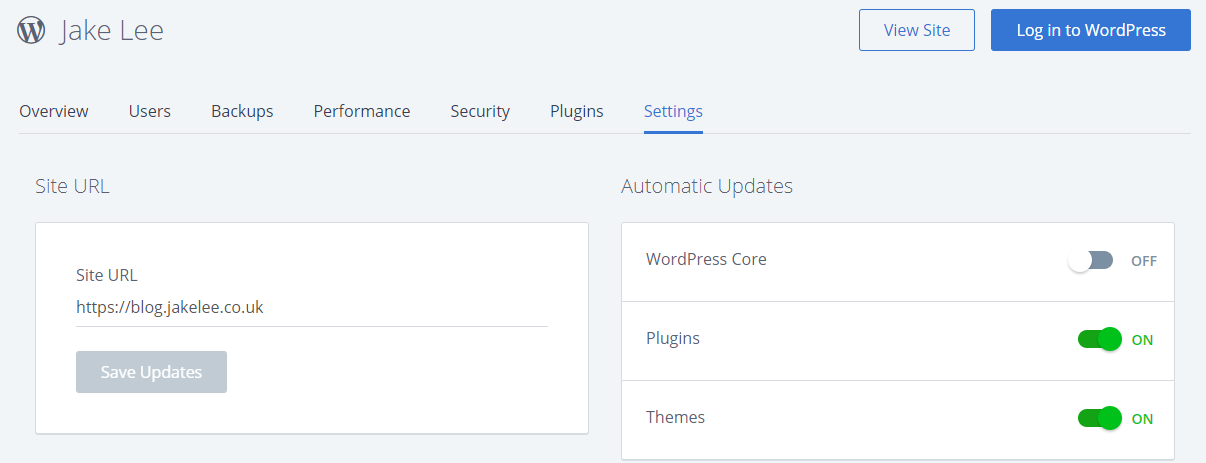 Jake Lee
View Site
Log in to WordPress
Overview Users Backups Performance Security Plugins Settings
Site URL
Site URL
https://blog.jakelee.co.uk
Save Updates
Automatic Updates
WordPress Core OFF
Plugins ON
Themes ON